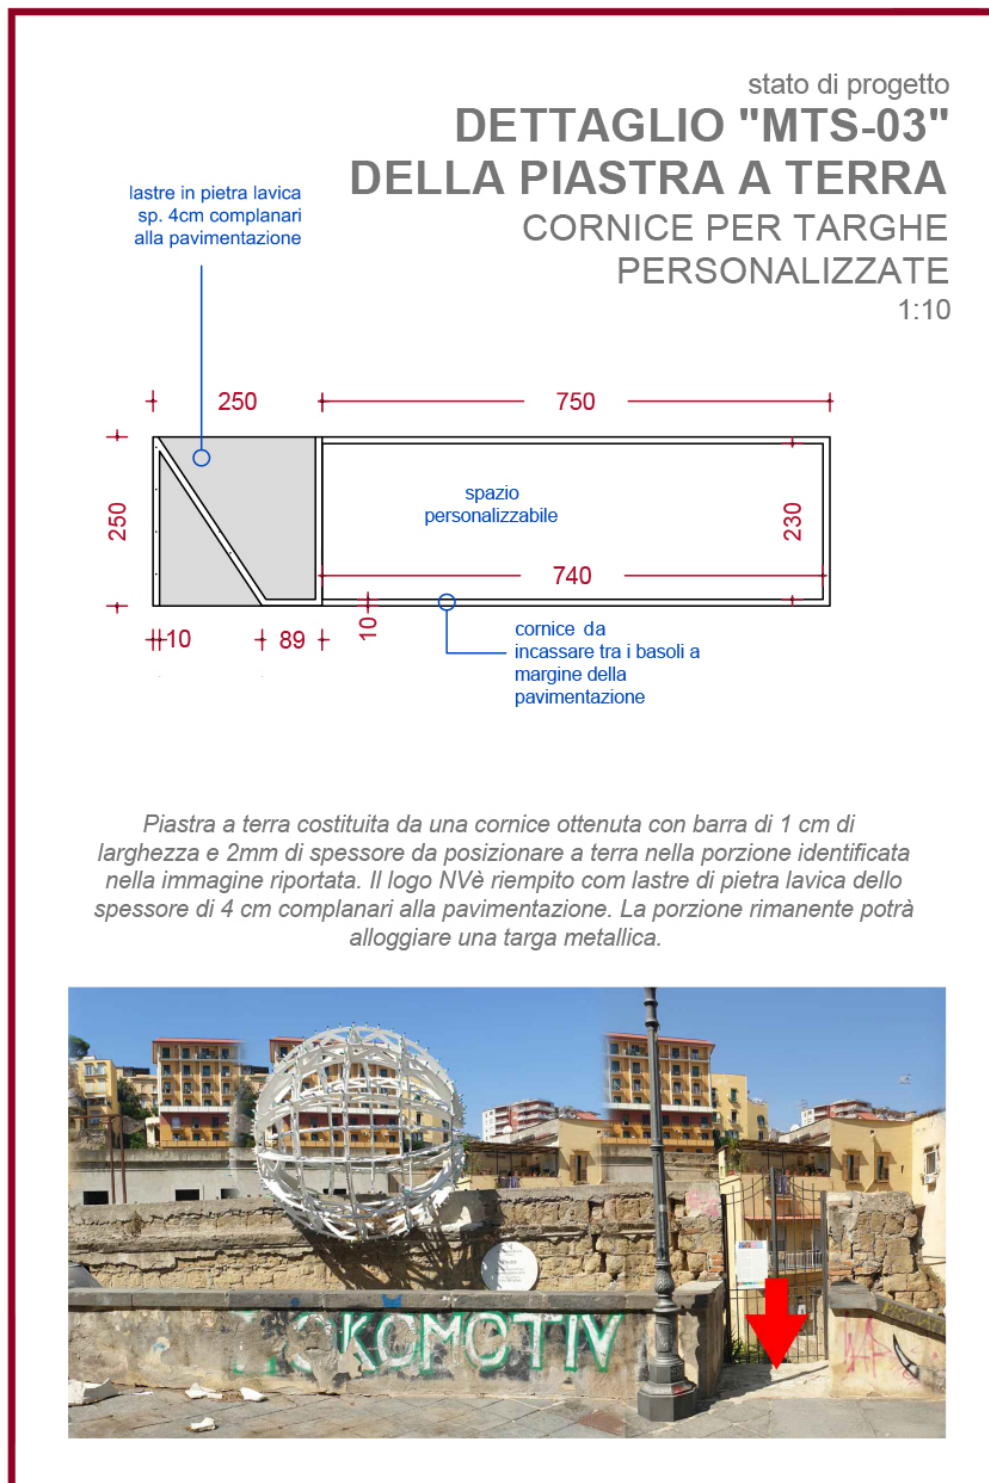 stato di progetto
DETTAGLIO "MTS-03"
DELLA PIASTRA A TERRA
CORNICE PER TARGHE
PERSONALIZZATE
1:10
lastre in pietra lavica
sp. 4cm complanari
alla pavimentazione
250
750
250
spazio
personalizzabile
230
740
10
89
10
cornice da
incassare tra i basoli a
margine della
pavimentazione
Piastra a terra costituita da una cornice ottenuta con barra di 1 cm di
larghezza e 2mm di spessore da posizionare a terra nella porzione identificata
nella immagine riportata. Il logo NVè riempito com lastre di pietra lavica dello
spessore di 4 cm complanari alla pavimentazione. La porzione rimanente potrà
alloggiare una targa metallica.
LOKOMOTIV